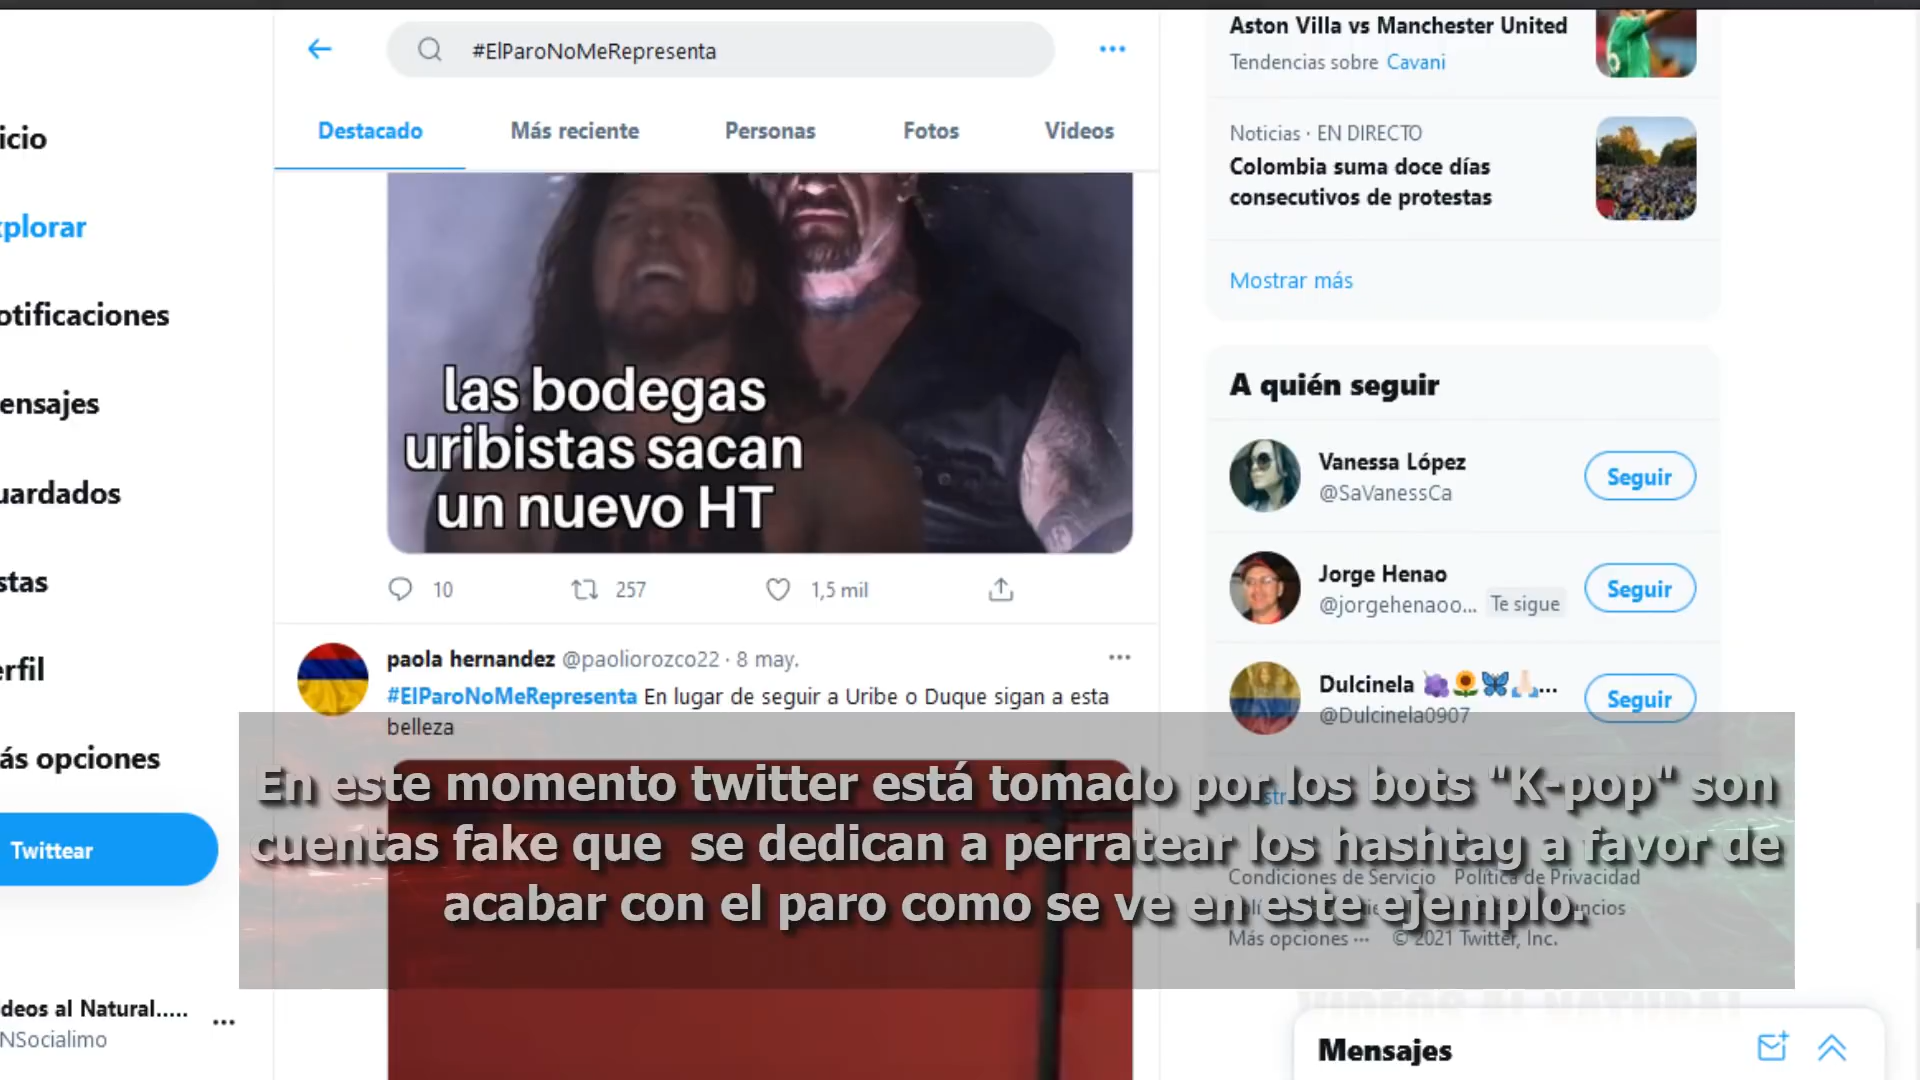 #ElParoNoMeRepresenta
Destacado
Más reciente
Personas
Fotos
Videos
icio
xplorar
otificaciones
ensajes
uardados
stas
erfil
ás opciones
Twittear
deos al Natural.....
NSocialimo
las bodegas
uribistas sacan
un nuevo HT
10
257
1,5 mil
paola hernandez @paoliorozco22 · 8 may.
#ElParoNoMeRepresenta En lugar de seguir a Uribe o Duque sigan a esta
belleza
En este momento twitter está tomado por los bots "K-pop" son
cuentas fake que se dedican a perratear los hashtag a favor de
acabar con el paro como se ve en este ejemplo.
Aston Villa vs Manchester United
Tendencias sobre Cavani
Noticias · EN DIRECTO
Colombia suma doce días
consecutivos de protestas
Mostrar más
A quién seguir
Vanessa López
@SaVanessCa
Seguir
Jorge Henao
@jorgehenaoo... Te sigue
Seguir
Dulcinela 🍇🌻🦋🙏🏻...
@Dulcinela0907
Seguir
Condiciones de Servicio Política de Privacidad
Más opciones ··· © 2021 Twitter, Inc.
VIDEOS AL NATURAL
Mensajes